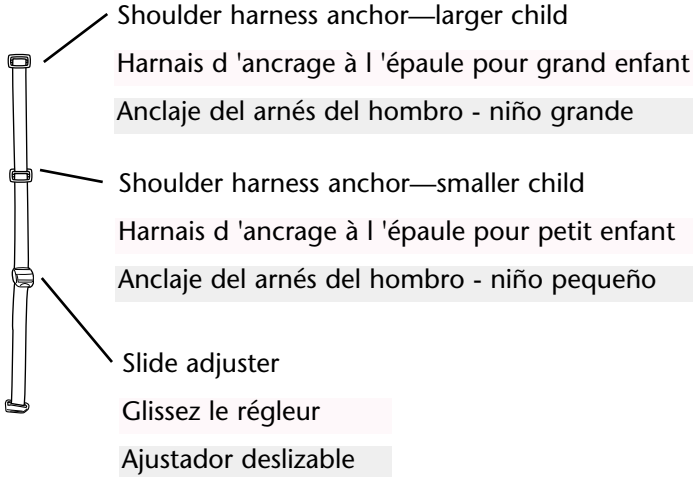 Shoulder harness anchor—larger child
Harnais d 'ancrage à l 'épaule pour grand enfant
Anclaje del arnés del hombro - niño grande
Shoulder harness anchor—smaller child
Harnais d 'ancrage à l 'épaule pour petit enfant
Anclaje del arnés del hombro - niño pequeño
Slide adjuster
Glissez le régleur
Ajustador deslizable